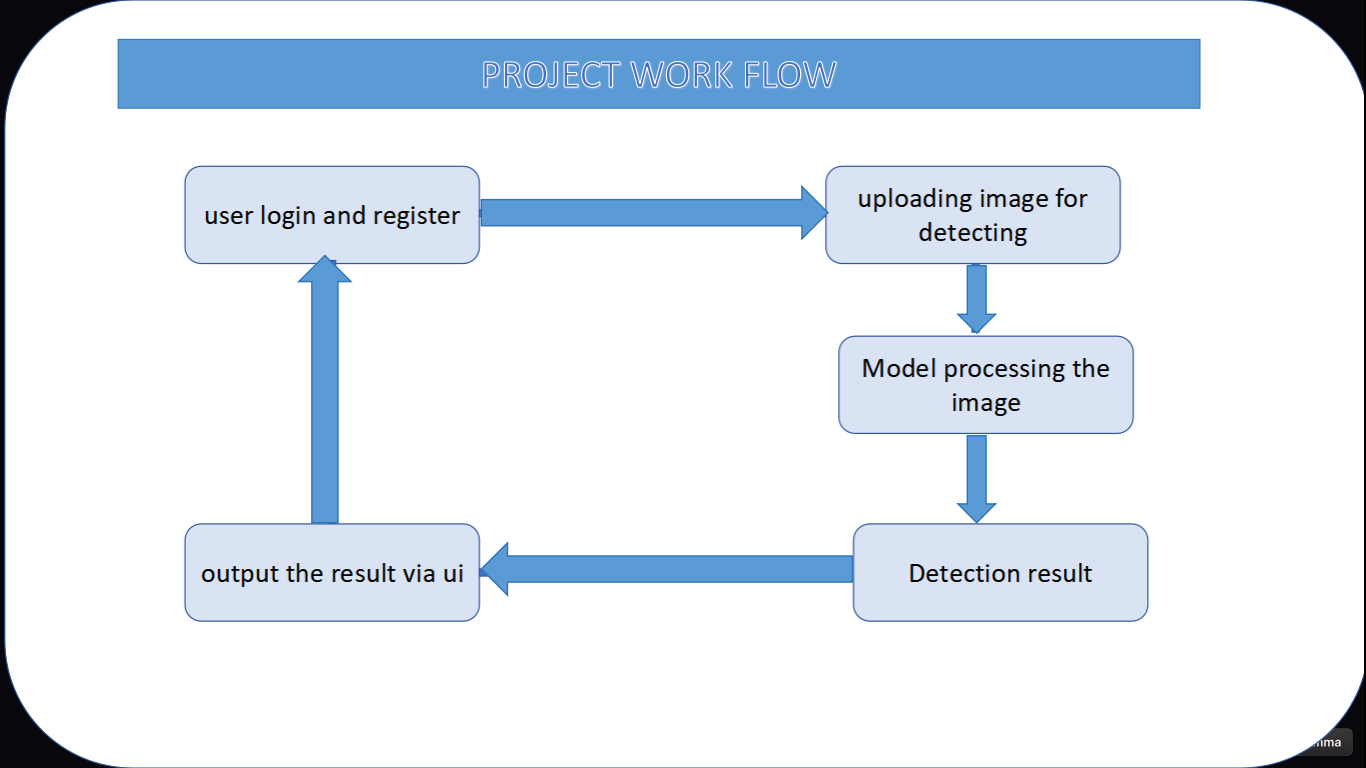 PROJECT WORK FLOW
user login and register
uploading image for
detecting
Model processing the
image
output the result via ui
Detection result